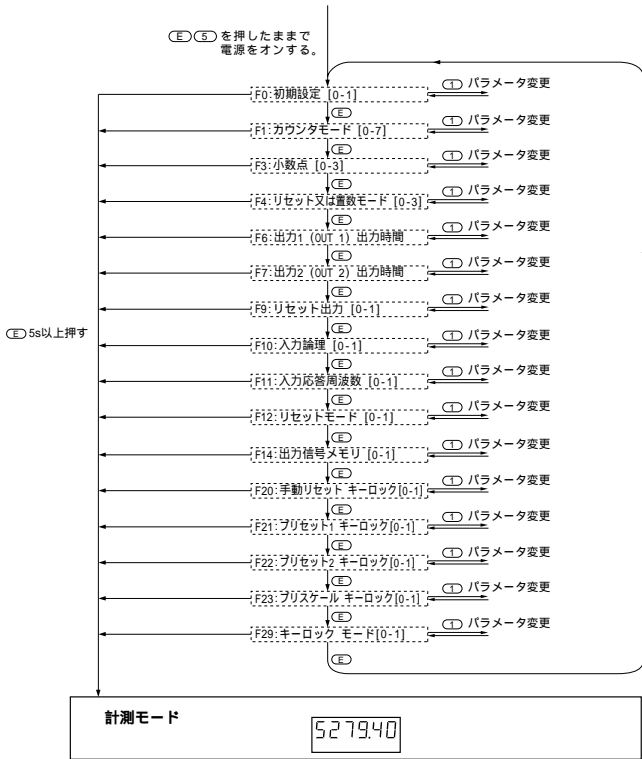 E 5 を押したままで
電源をオンする。
F0:初期設定 [0-1]
1 パラメータ変更
E
F1:カウンタモード [0-7]
1 パラメータ変更
E
F3:小数点 [0-3]
1 パラメータ変更
E
F4:リセット又は置数モード [0-3]
1 パラメータ変更
E
F6:出力1 (OUT 1) 出力時間
1 パラメータ変更
E
F7:出力2 (OUT 2) 出力時間
1 パラメータ変更
E
F9:リセット出力 [0-1]
1 パラメータ変更
E 5s以上押す
E
F10:入力論理 [0-1]
1 パラメータ変更
E
F11:入力応答周波数 [0-1]
1 パラメータ変更
E
F12:リセットモード [0-1]
1 パラメータ変更
E
F14:出力信号メモリ [0-1]
1 パラメータ変更
E
F20:手動リセット キーロック[0-1]
1 パラメータ変更
E
F21:プリセット1 キーロック[0-1]
1 パラメータ変更
E
F22:プリセット2 キーロック[0-1]
1 パラメータ変更
E
F23:プリスケール キーロック[0-1]
1 パラメータ変更
E
F29:キーロック モード[0-1]
1 パラメータ変更
E
計測モード
5279.40